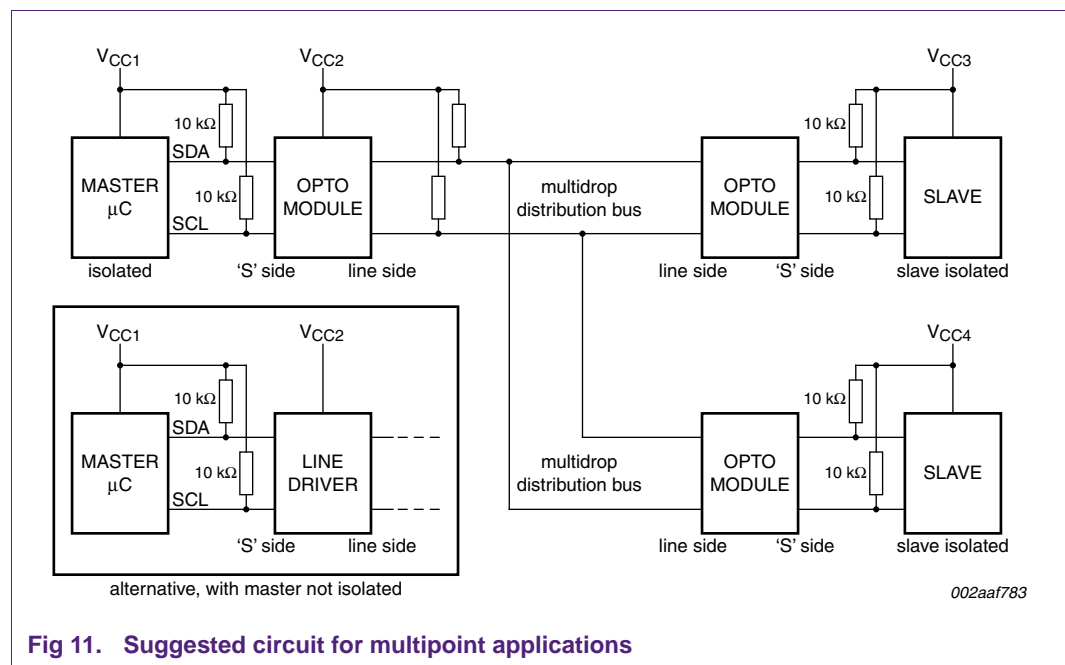 VCC1
VCC2
VCC3
10 kΩ
10 kΩ
SDA
MASTER
μC
10 kΩ
SCL
OPTO
MODULE
multidrop
distribution bus
OPTO
MODULE
10 kΩ
SLAVE
isolated
‘S’ side
line side
line side
‘S’ side
slave isolated
VCC1
VCC2
10 kΩ
SDA
MASTER
μC
10 kΩ
SCL
LINE
DRIVER
‘S’ side
line side
alternative, with master not isolated
VCC4
10 kΩ
multidrop
distribution bus
OPTO
MODULE
10 kΩ
SLAVE
line side
‘S’ side
slave isolated
002aaf783
Fig 11. Suggested circuit for multipoint applications